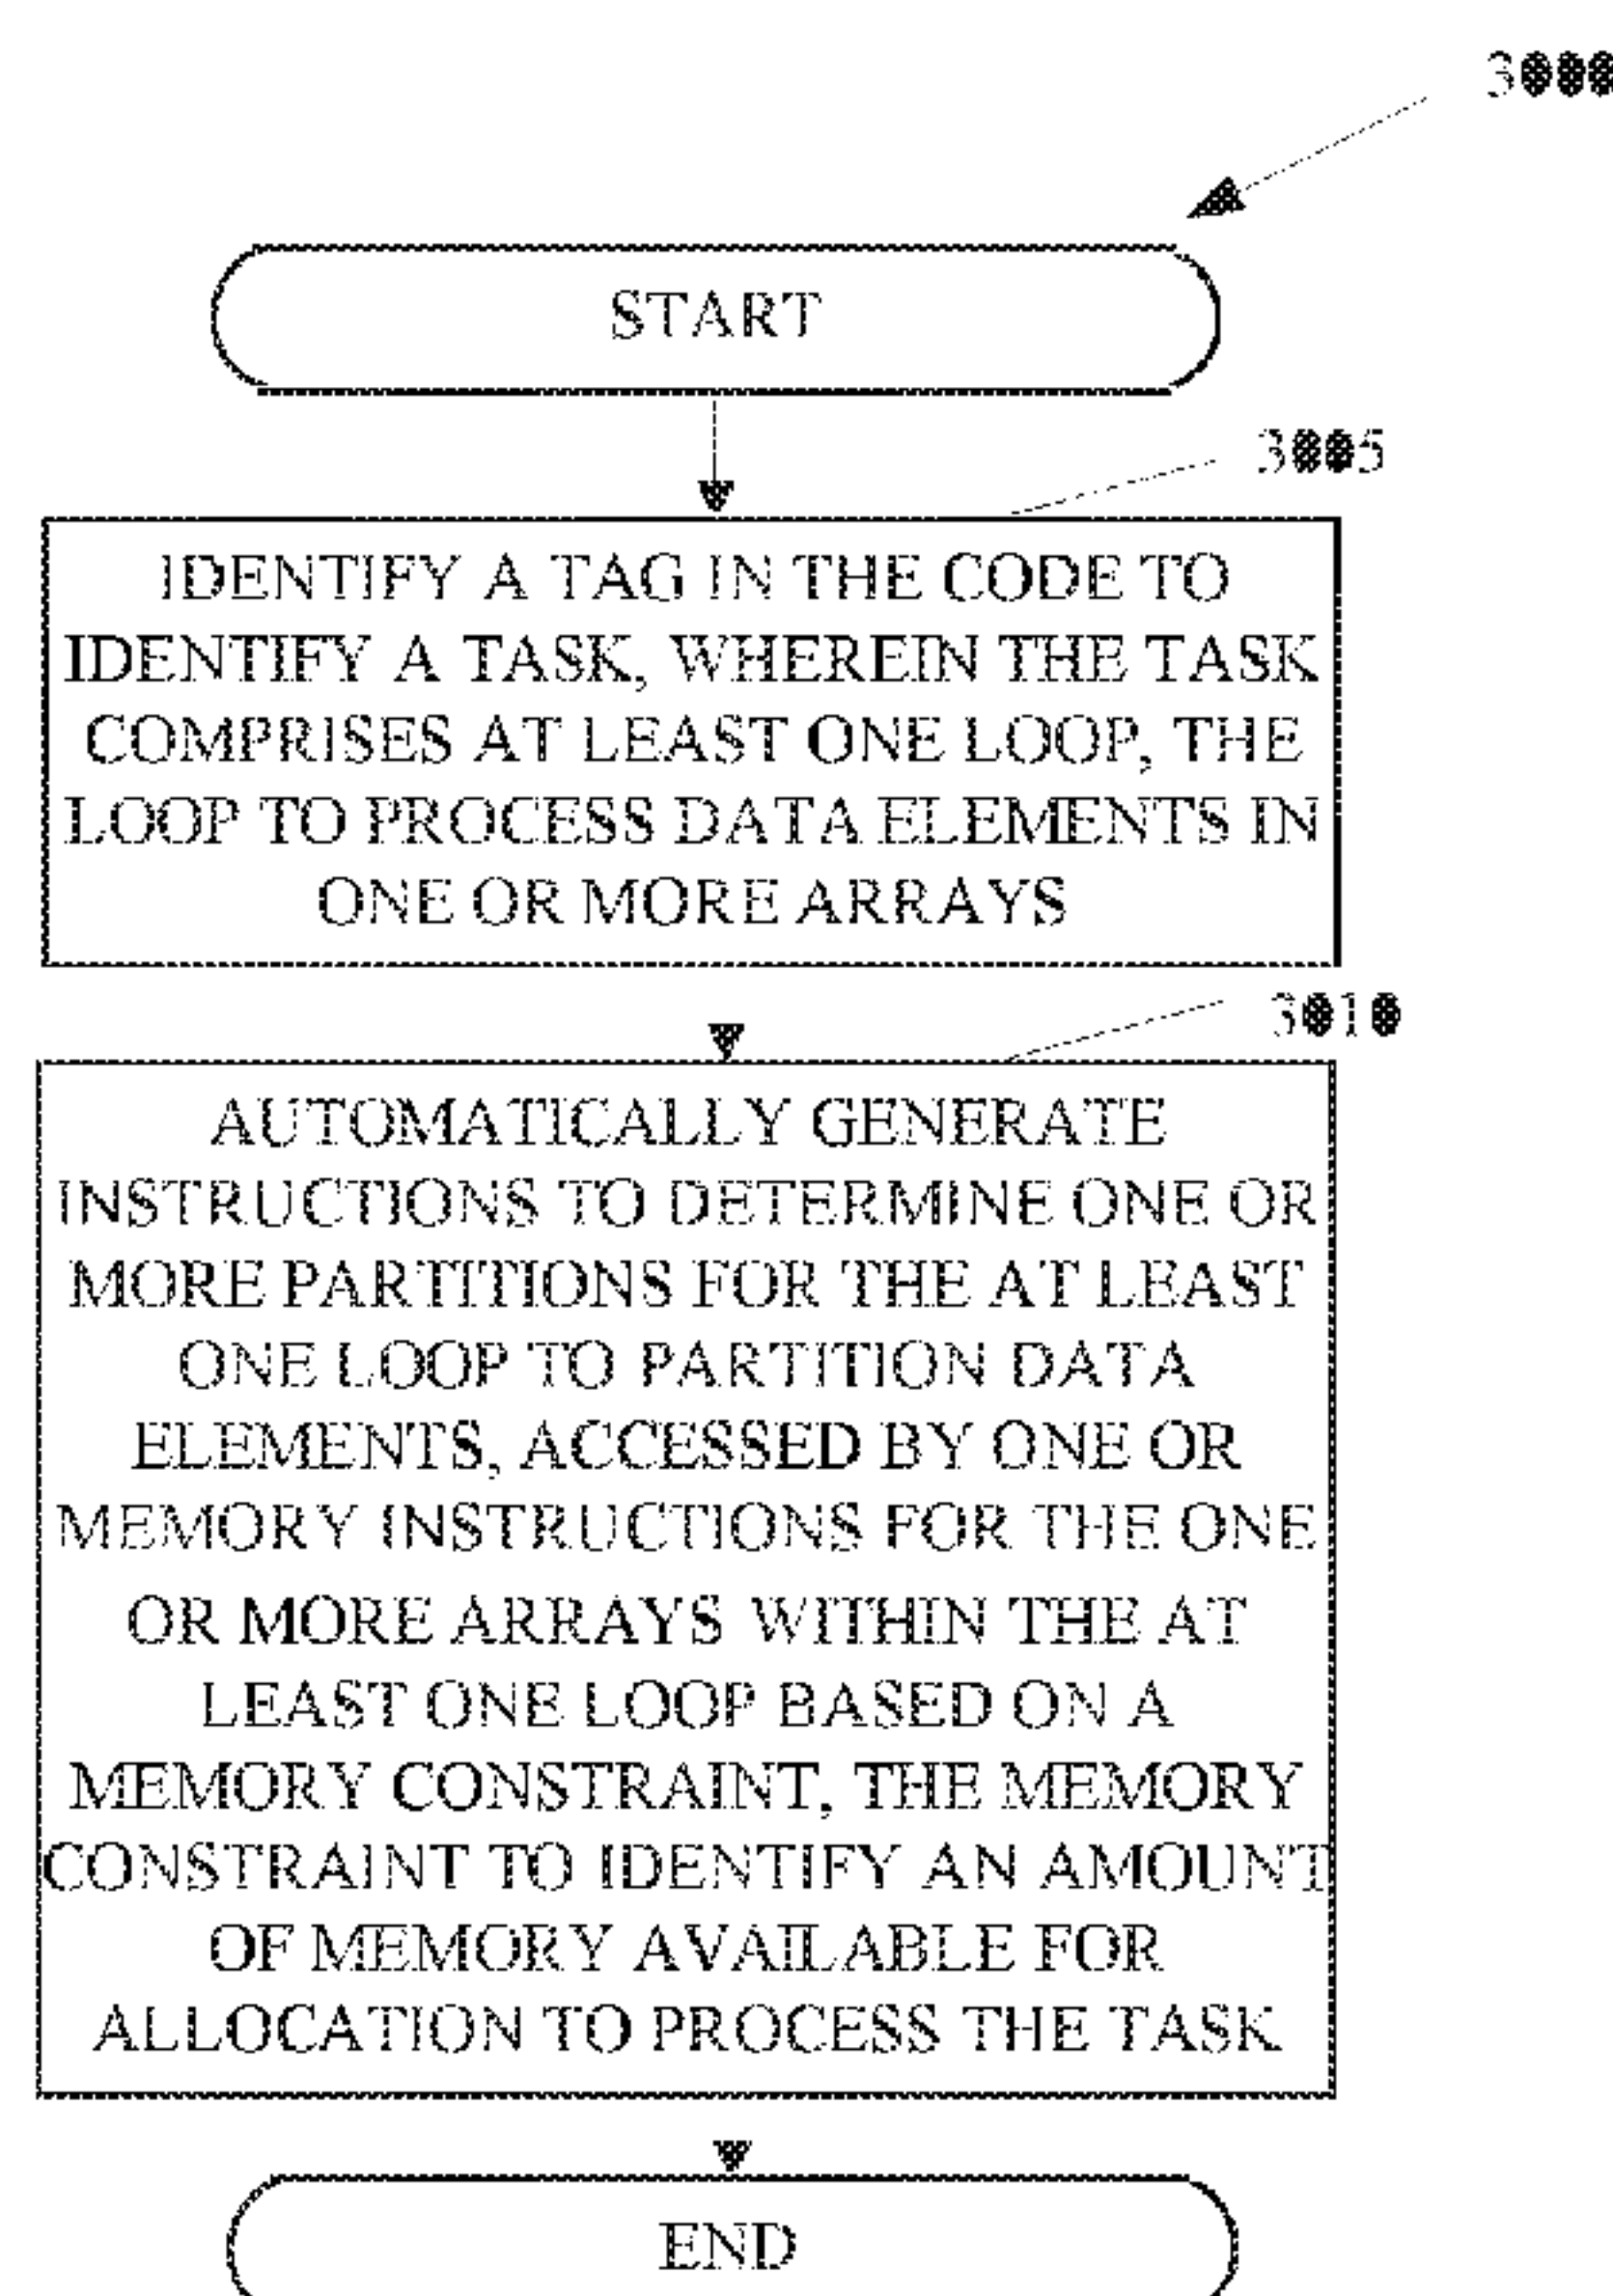 3000
START
3005
IDENTIFY A TAG IN THE CODE TO
IDENTIFY A TASK, WHEREIN THE TASK
COMPRISES AT LEAST ONE LOOP, THE
LOOP TO PROCESS DATA ELEMENTS IN
ONE OR MORE ARRAYS
3010
AUTOMATICALLY GENERATE
INSTRUCTIONS TO DETERMINE ONE OR
MORE PARTITIONS FOR THE AT LEAST
ONE LOOP TO PARTITION DATA
ELEMENTS, ACCESSED BY ONE OR
MEMORY INSTRUCTIONS FOR THE ONE
OR MORE ARRAYS WITHIN THE AT
LEAST ONE LOOP BASED ON A
MEMORY CONSTRAINT, THE MEMORY
CONSTRAINT TO IDENTIFY AN AMOUNT
OF MEMORY AVAILABLE FOR
ALLOCATION TO PROCESS THE TASK
END